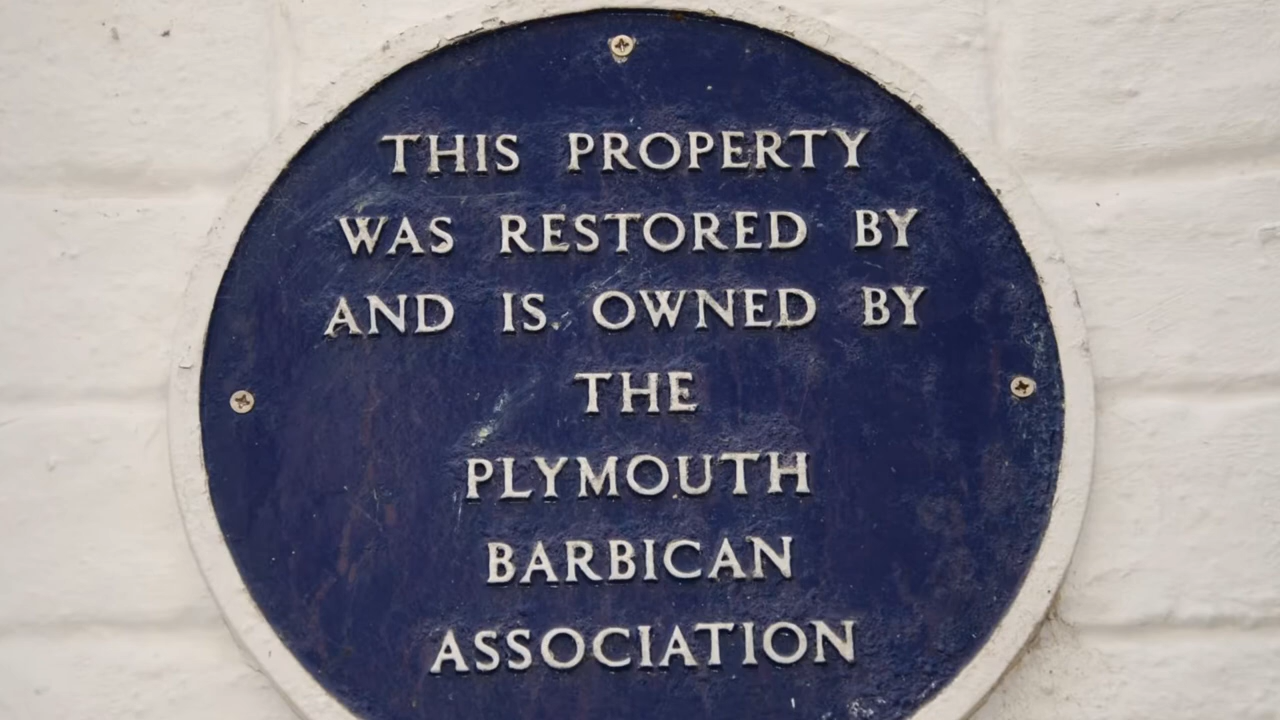 THIS PROPERTY
WAS RESTORED BY
AND IS OWNED BY
THE
PLYMOUTH
BARBICAN
ASSOCIATION